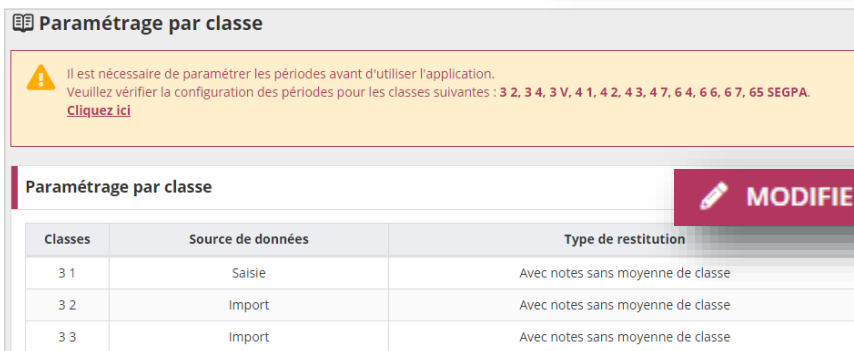 Paramétrage par classe
Il est nécessaire de paramétrer les périodes avant d'utiliser l'application.
Veuillez vérifier la configuration des périodes pour les classes suivantes : 3 2, 3 4, 3 V, 4 1, 4 2, 4 3, 4 7, 6 4, 6 6, 6 7, 65 SEGPA.
Cliquez ici
Paramétrage par classe
MODIFIE
Classes Source de données Type de restitution
3 1 Saisie Avec notes sans moyenne de classe
3 2 Import Avec notes sans moyenne de classe
3 3 Import Avec notes sans moyenne de classe